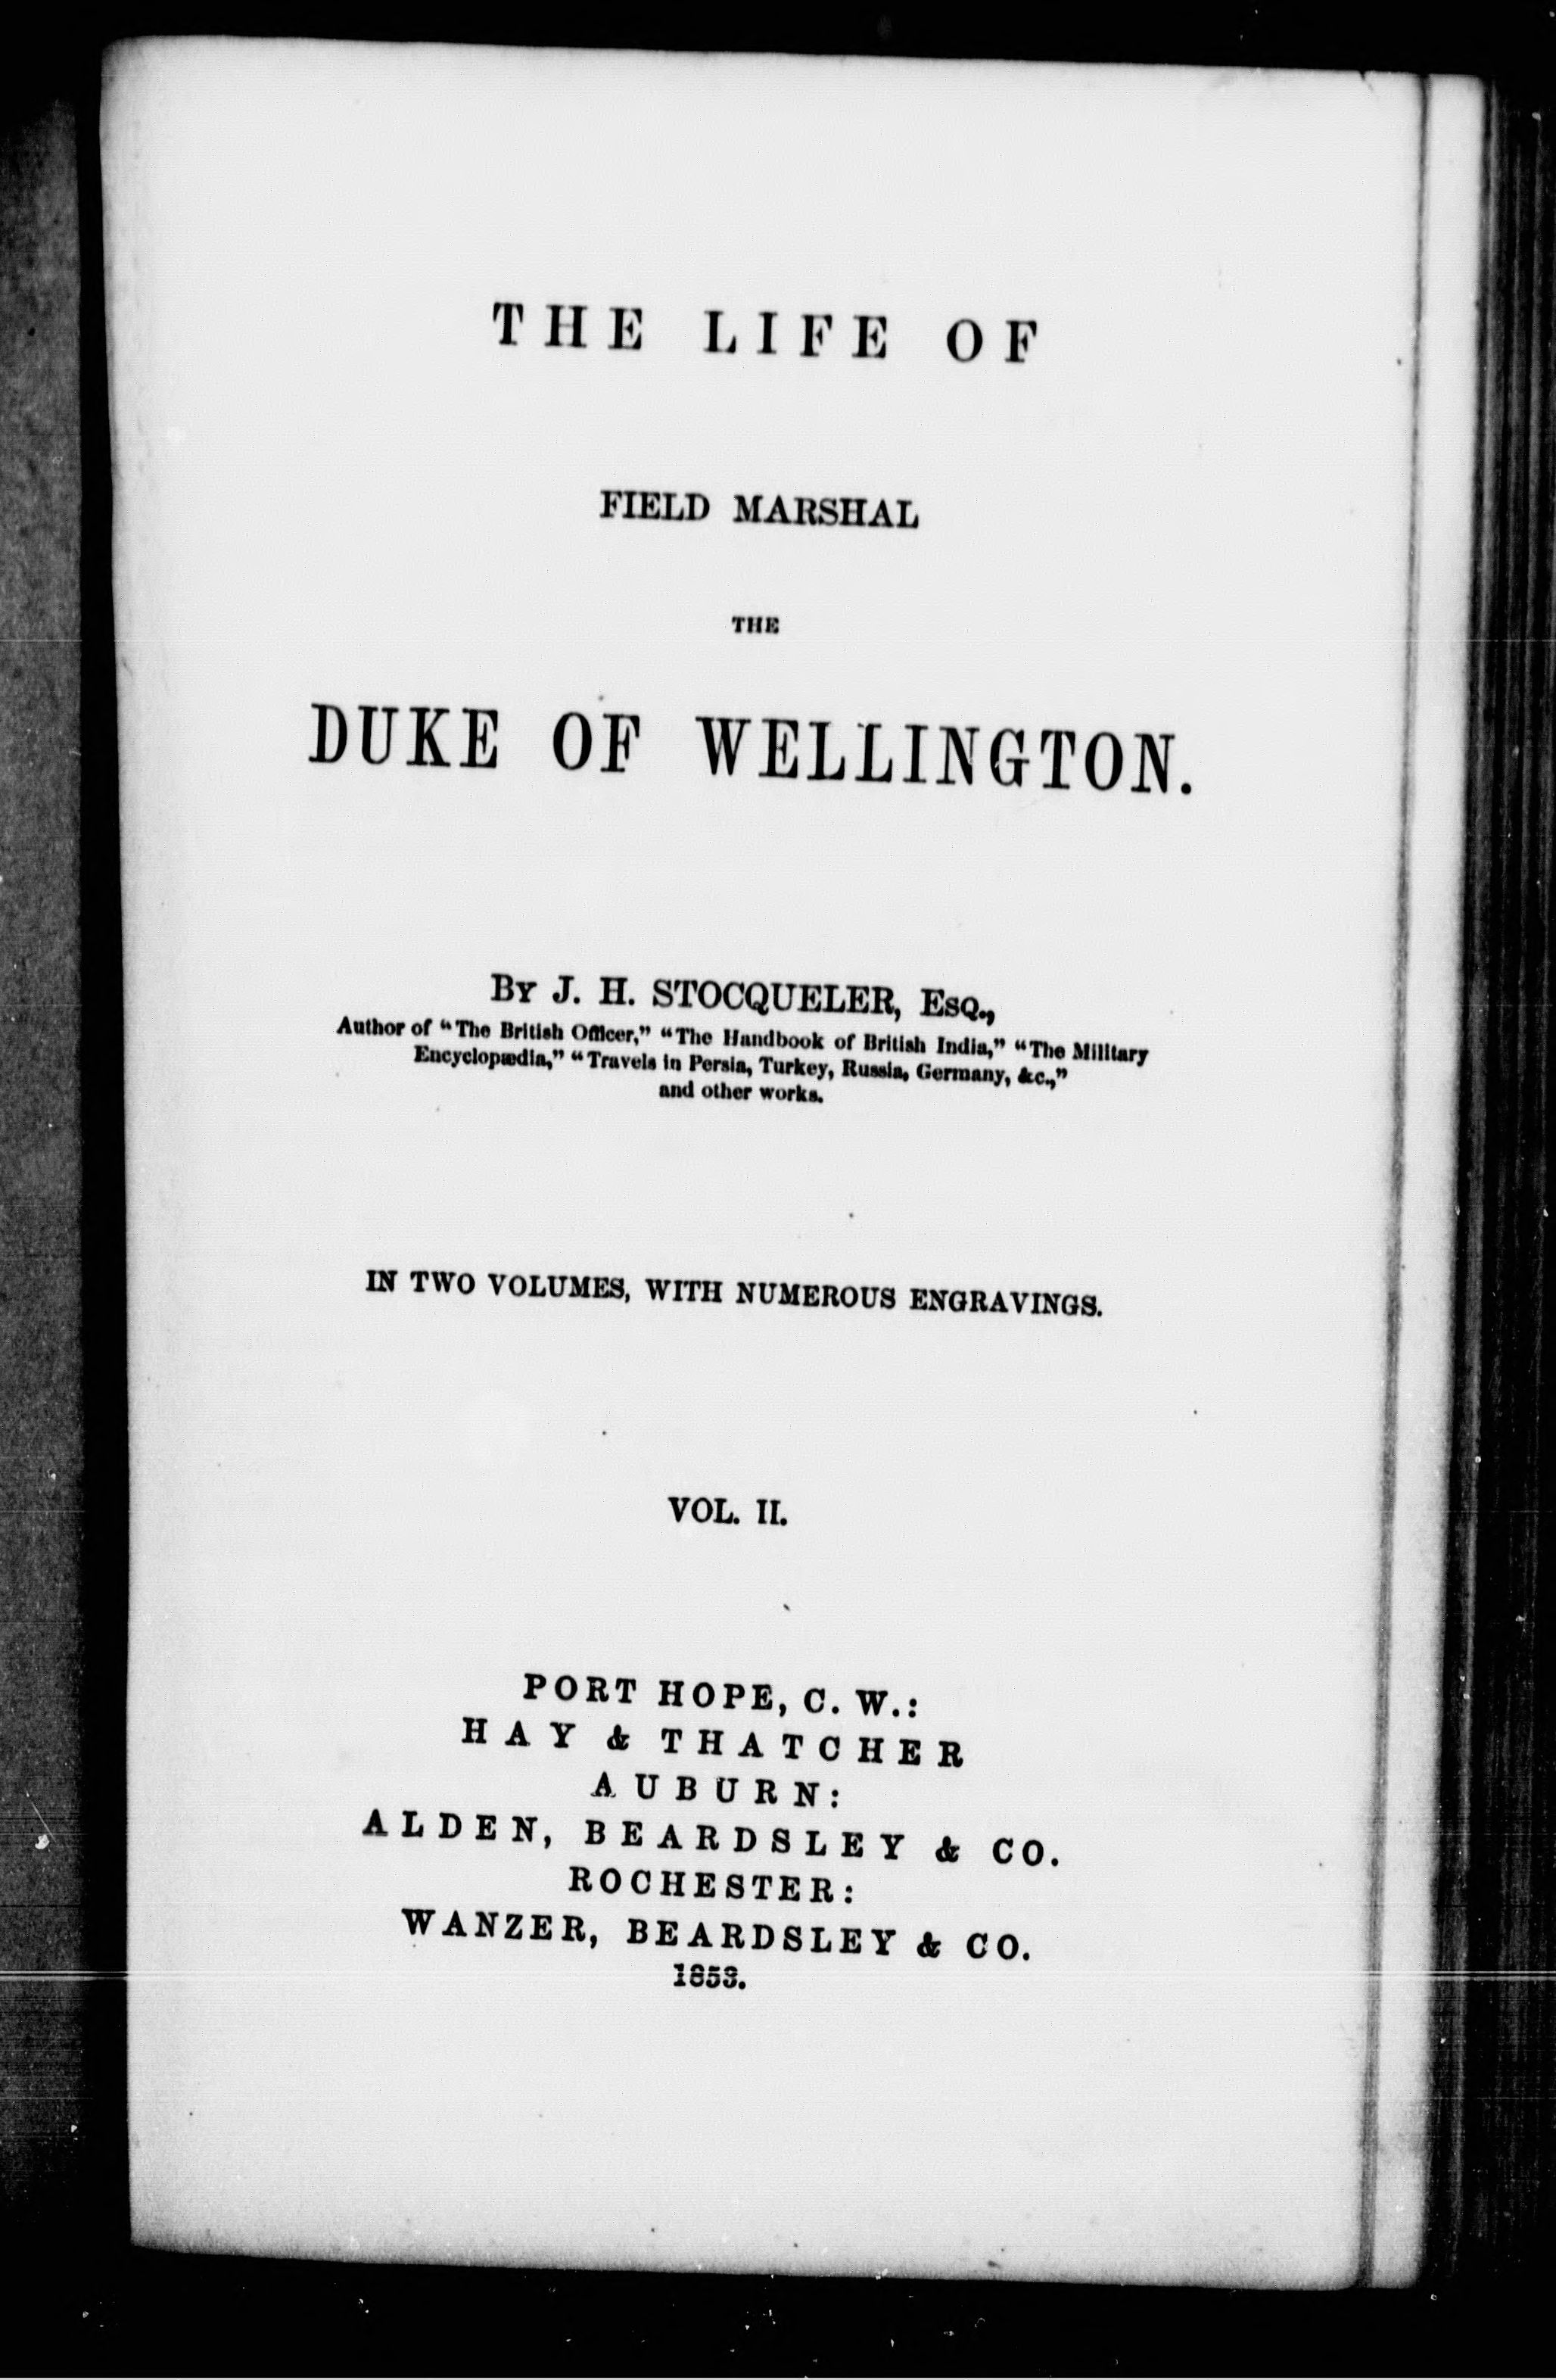 THE LIFE OF
FIELD MARSHAL
THE
DUKE OF WELLINGTON.
BY J. H. STOCQUELER, ESQ.,
Author of “The British Officer,” “The Handbook of British India,” “The Military
Encyclopædia,” “Travels in Persia, Turkey, Russia, Germany, &c.,”
and other works.
IN TWO VOLUMES, WITH NUMEROUS ENGRAVINGS.
VOL. II.
PORT HOPE, C. W.:
HAY & THATCHER
AUBURN:
ALDEN, BEARDSLEY & CO.
ROCHESTER:
WANZER, BEARDSLEY & CO.
1853.